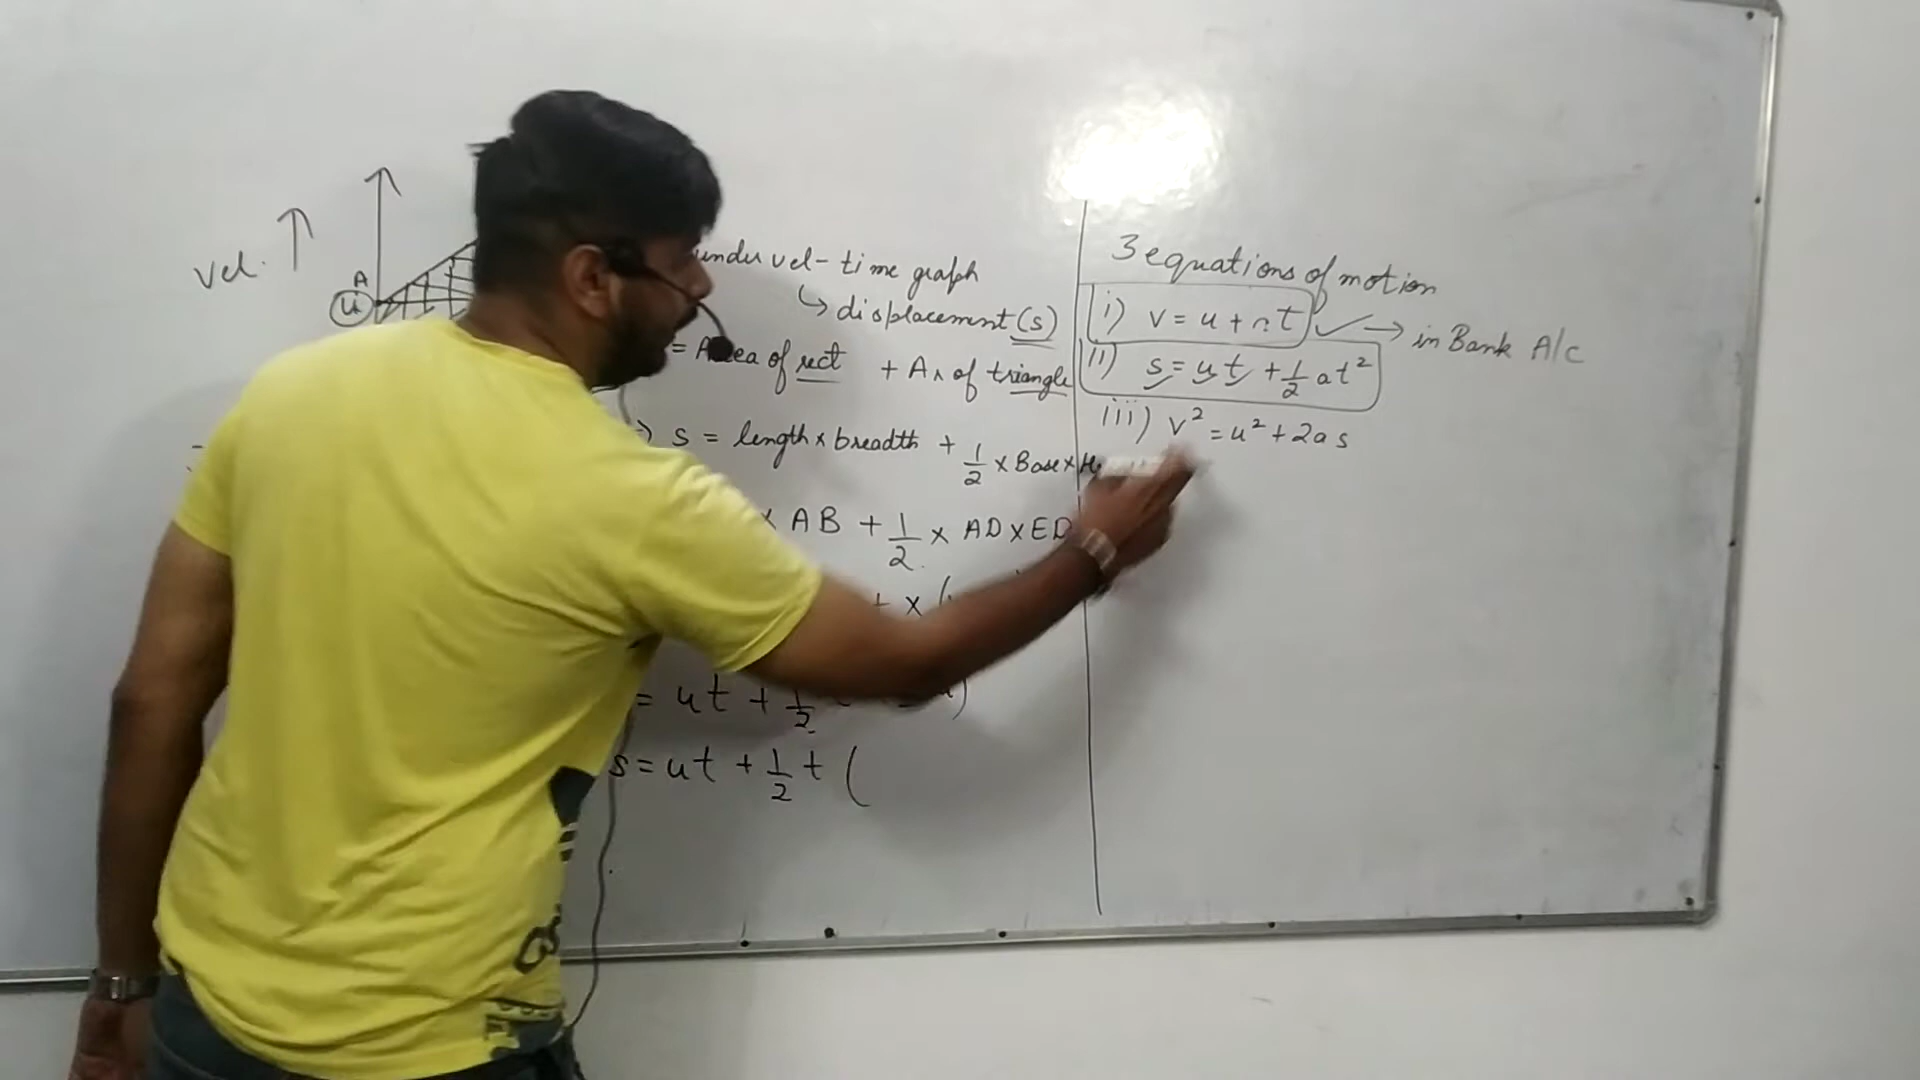 vel. ↑
A
u
under vel-time graph
↳ displacement (s)
= Area of rect + Ar of triangle
s = length × breadth + 1/2 × Base ×
× AB + 1/2 × AD × ED
= ut + 1/2
s = ut + 1/2 t (
3 equations of motion
i) v = u + at ✓ → in Bank A/c
ii) s = ut + 1/2 at²
iii) v² = u² + 2as